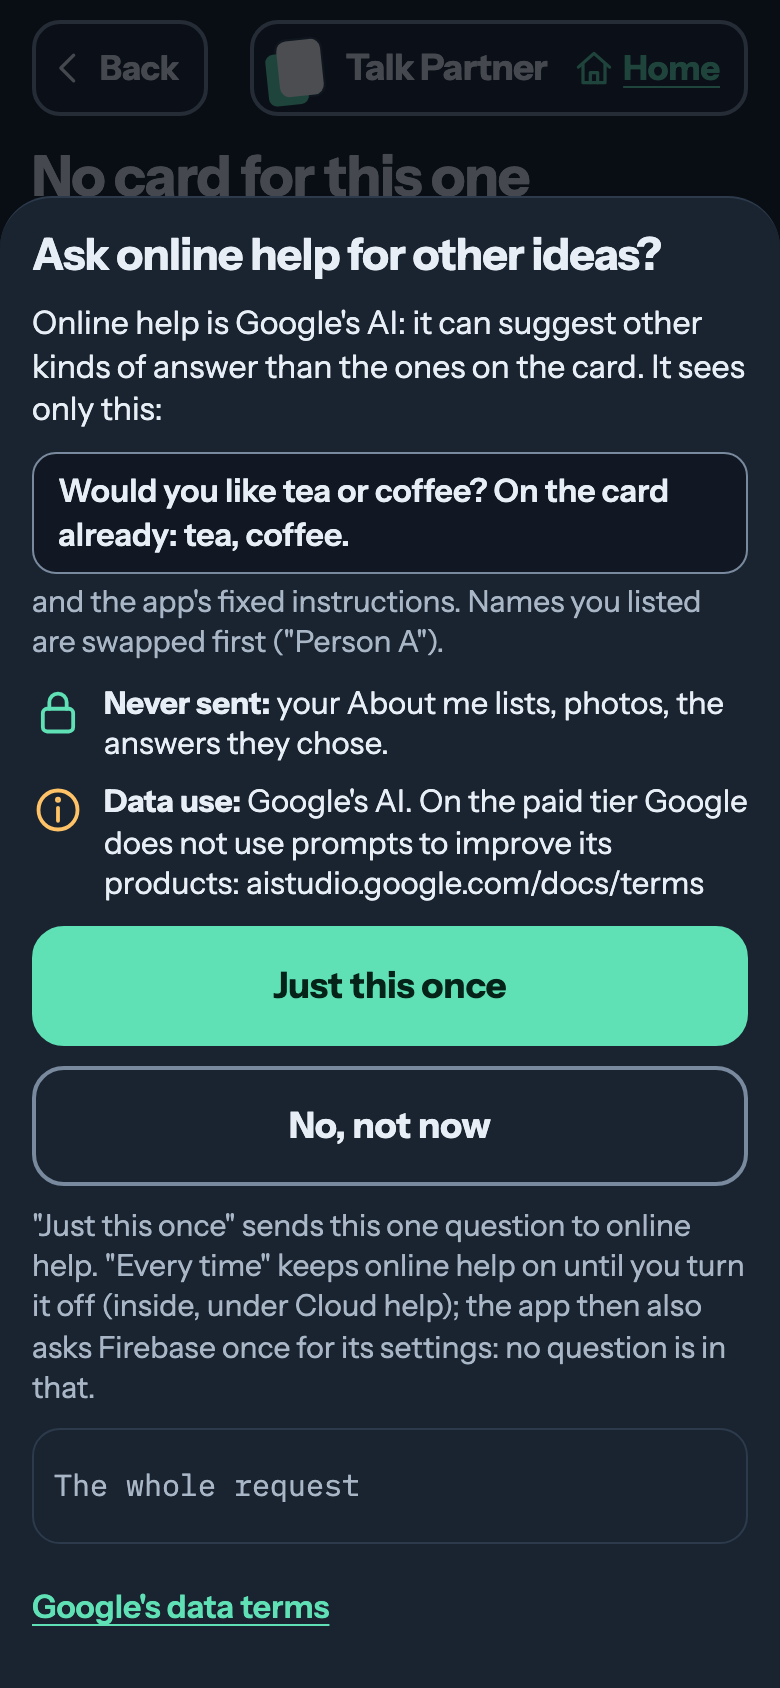 Back
Talk Partner
Home
No card for this one
Ask online help for other ideas?
Online help is Google's AI: it can suggest other
kinds of answer than the ones on the card. It sees
only this:
Would you like tea or coffee? On the card
already: tea, coffee.
and the app's fixed instructions. Names you listed
are swapped first ("Person A").
Never sent: your About me lists, photos, the
answers they chose.
Data use: Google's AI. On the paid tier Google
does not use prompts to improve its
products: aistudio.google.com/docs/terms
Just this once
No, not now
"Just this once" sends this one question to online
help. "Every time" keeps online help on until you turn
it off (inside, under Cloud help); the app then also
asks Firebase once for its settings: no question is in
that.
The whole request
Google's data terms